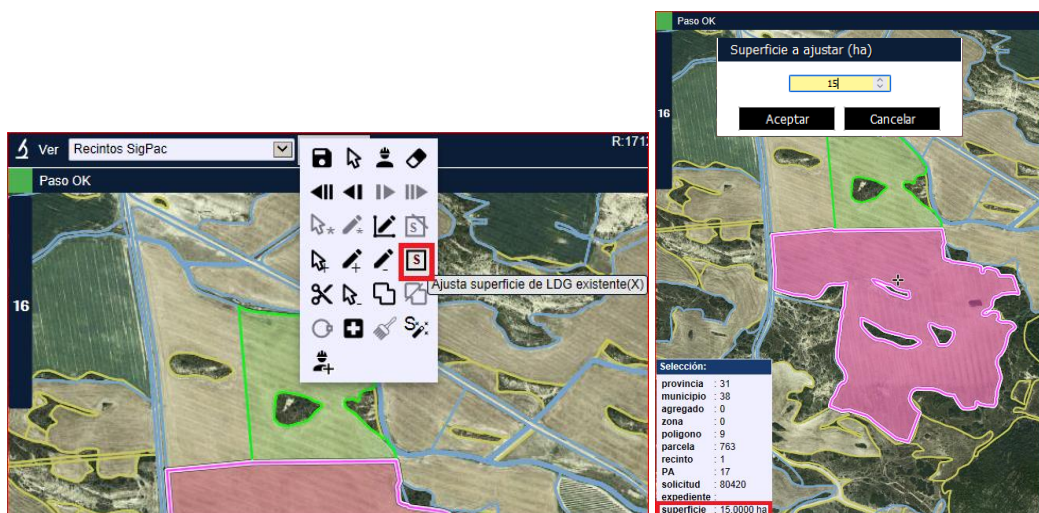 Ver Recintos SigPac
R:1712
Paso OK
S
S
Ajusta superficie de LDG existente(X)
S
16
Paso OK
Superficie a ajustar (ha)
15
Aceptar Cancelar
16
Selección:
provincia : 31
municipio : 38
agregado : 0
zona : 0
poligono : 9
parcela : 763
recinto : 1
PA : 17
solicitud : 80420
expediente :
superficie : 15.0000 ha